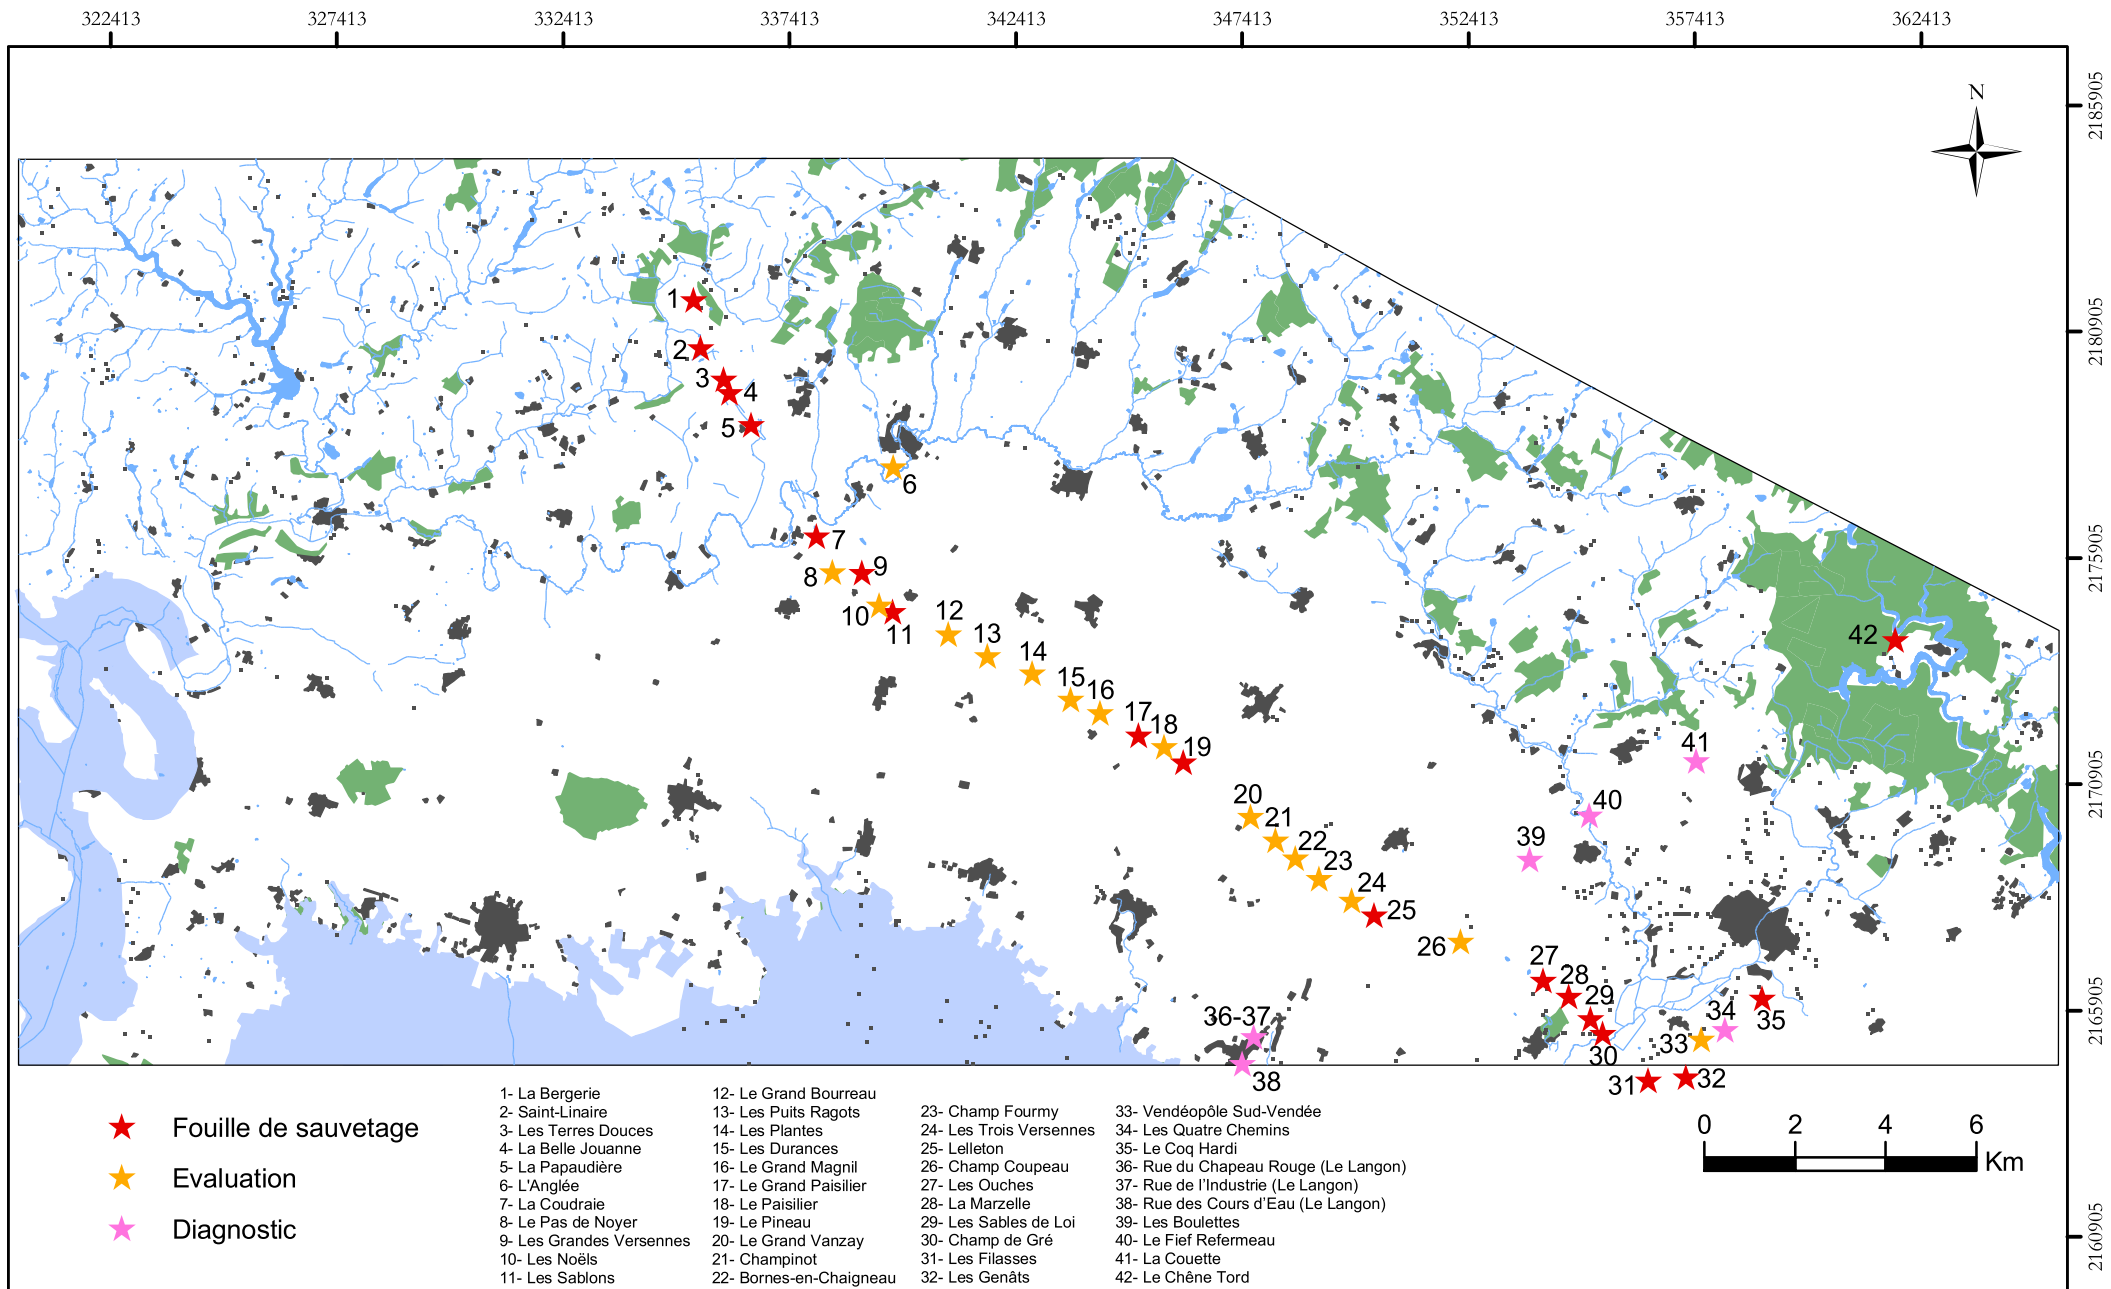 322413 327413 332413 337413 342413 347413 352413 357413 362413
2185905
N
2180905
1
2
3
4
5
6
2175905
7
8
9
10
11
12
13
14
15
16
17
18
19
42
41
2170905
20
21
22
23
24
25
26
39
40
27
28
29
30
36-37
38
34
35
33
31
32
2165905
0 2 4 6
Km
2160905
Fouille de sauvetage
Evaluation
Diagnostic
1- La Bergerie
2- Saint-Linaire
3- Les Terres Douces
4- La Belle Jouanne
5- La Papaudière
6- L'Anglée
7- La Coudraie
8- Le Pas de Noyer
9- Les Grandes Versennes
10- Les Noëls
11- Les Sablons
12- Le Grand Bourreau
13- Les Puits Ragots
14- Les Plantes
15- Les Durances
16- Le Grand Magnil
17- Le Grand Paisilier
18- Le Paisilier
19- Le Pineau
20- Le Grand Vanzay
21- Champinot
22- Bornes-en-Chaigneau
23- Champ Fourmy
24- Les Trois Versennes
25- Lelleton
26- Champ Coupeau
27- Les Ouches
28- La Marzelle
29- Les Sables de Loi
30- Champ de Gré
31- Les Filasses
32- Les Genâts
33- Vendéopôle Sud-Vendée
34- Les Quatre Chemins
35- Le Coq Hardi
36- Rue du Chapeau Rouge (Le Langon)
37- Rue de l'Industrie (Le Langon)
38- Rue des Cours d'Eau (Le Langon)
39- Les Boulettes
40- Le Fief Refermeau
41- La Couette
42- Le Chêne Tord